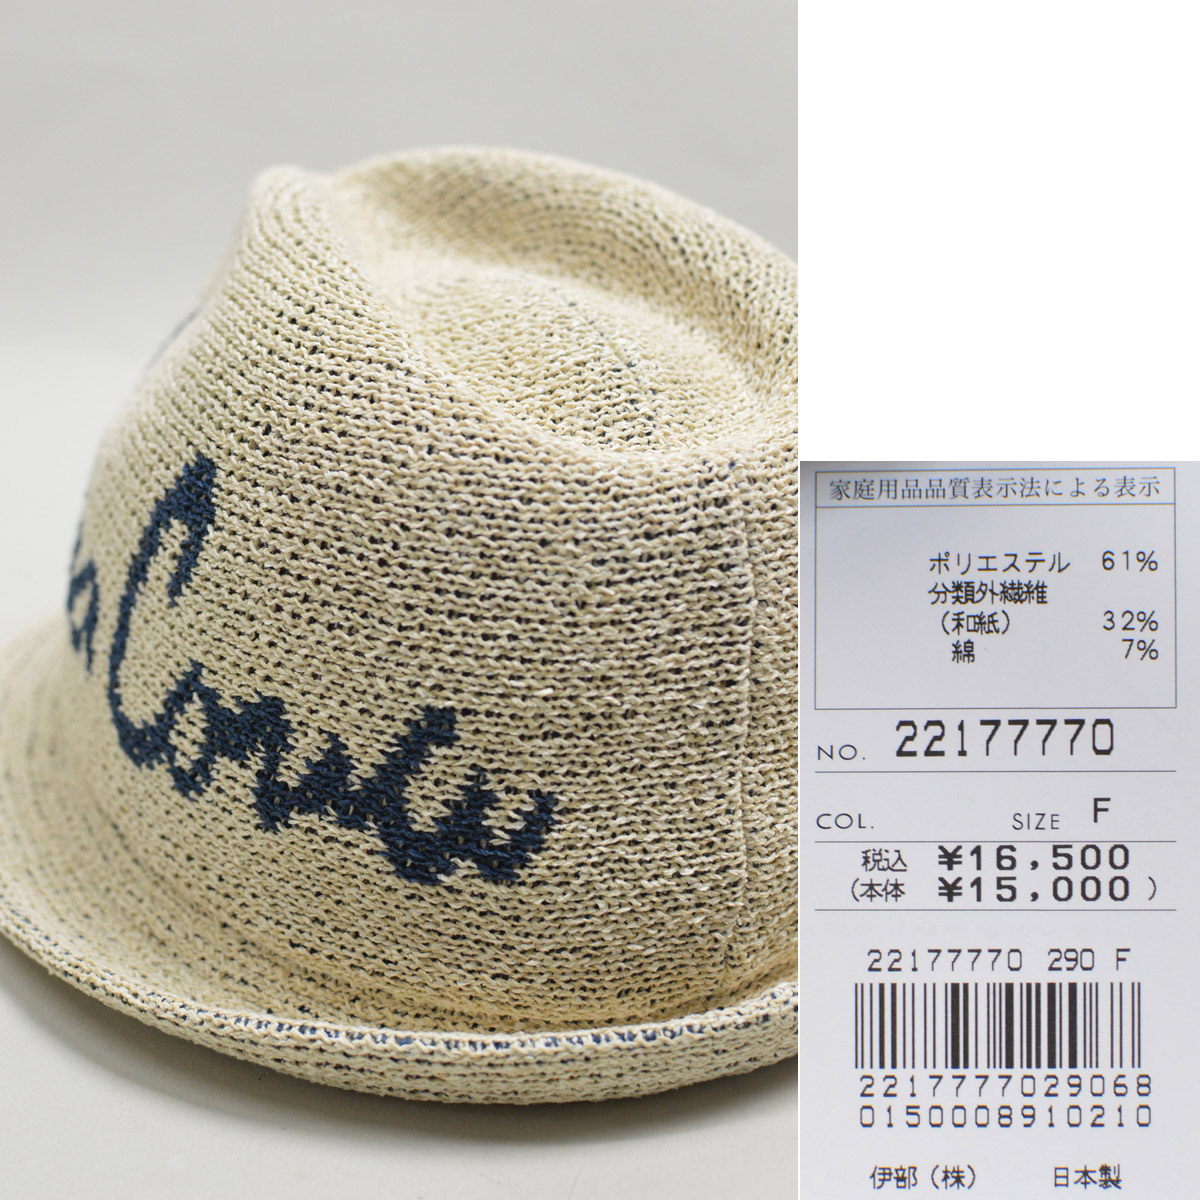 家庭用品品質表示法による表示
ポリエステル 61%
分類外繊維
(和紙) 32%
綿 7%
NO. 22177770
COL. SIZE F
税込 ¥16,500
(本体 ¥15,000 )
22177770 290 F
2217777029068
0150008910210
伊部(株) 日本製